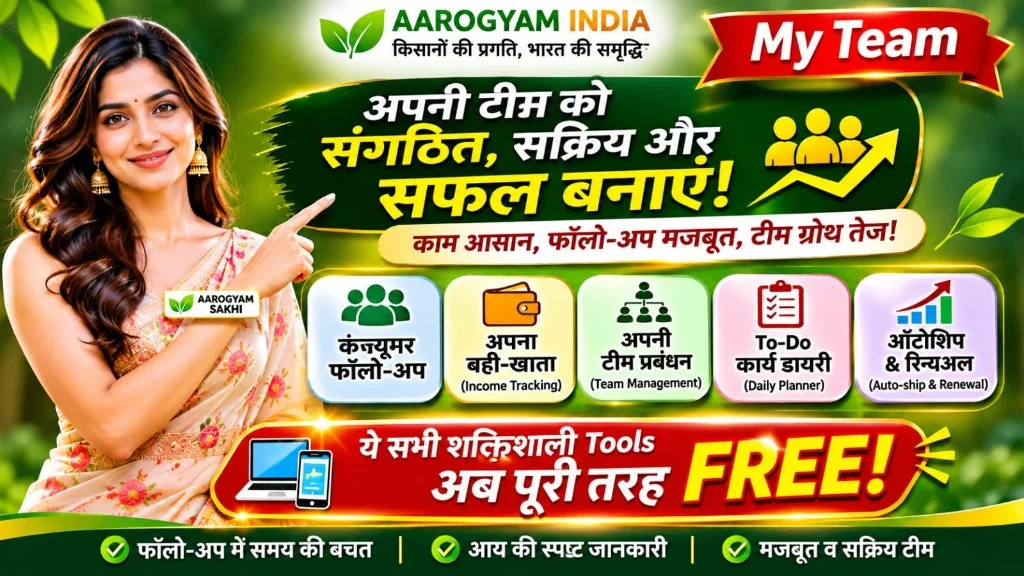 AAROGYAM INDIA
किसानों की प्रगति, भारत की समृद्धि
My Team
अपनी टीम को
संगठित, सक्रिय और
सफल बनाएं!
काम आसान, फॉलो-अप मजबूत, टीम ग्रोथ तेज!
AAROGYAM
SAKHI
कंज्यूमर
फॉलो-अप
अपना
बही-खाता
(Income Tracking)
अपनी
टीम प्रबंधन
(Team Management)
To-Do
कार्य डायरी
(Daily Planner)
ऑटोशिप
& रिन्यूअल
(Auto-ship & Renewal)
ये सभी शक्तिशाली Tools
अब पूरी तरह FREE!
फॉलो-अप में समय की बचत
आय की स्पष्ट जानकारी
मजबूत व सक्रिय टीम